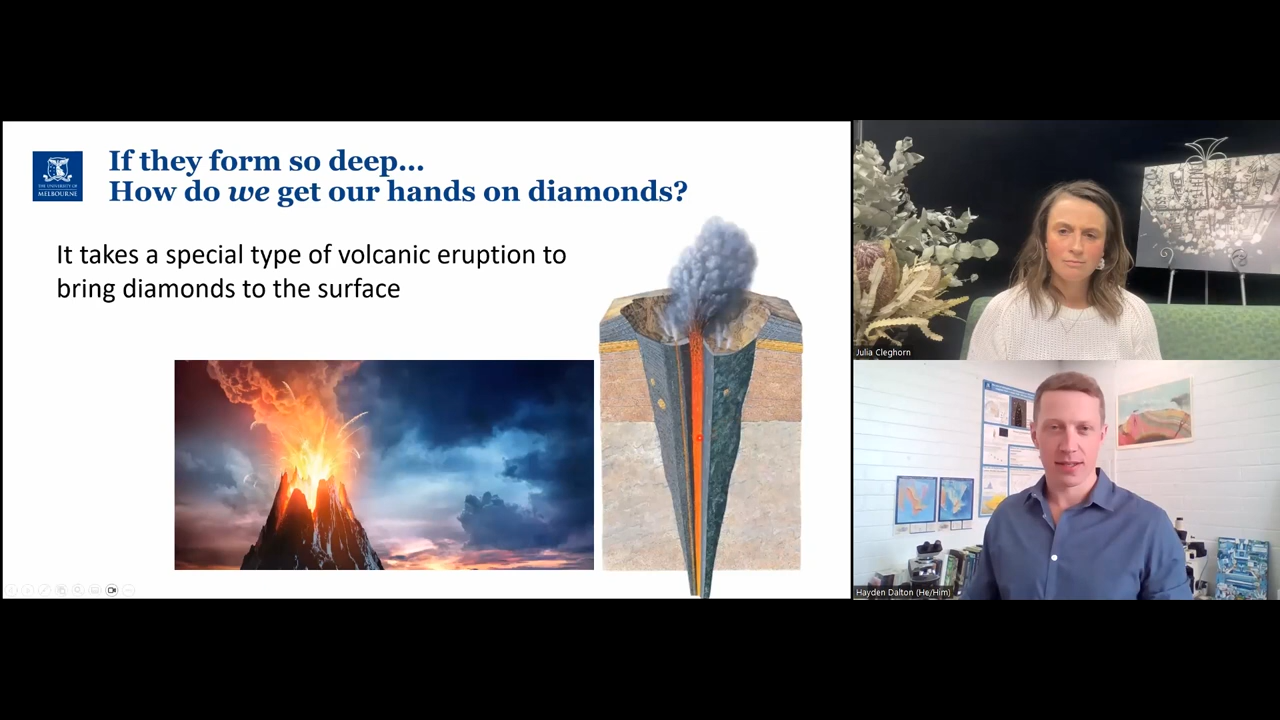 If they form so deep...
How do we get our hands on diamonds?
THE UNIVERSITY OF
MELBOURNE
It takes a special type of volcanic eruption to
bring diamonds to the surface
Julia Cleghorn
Hayden Dalton (He/Him)